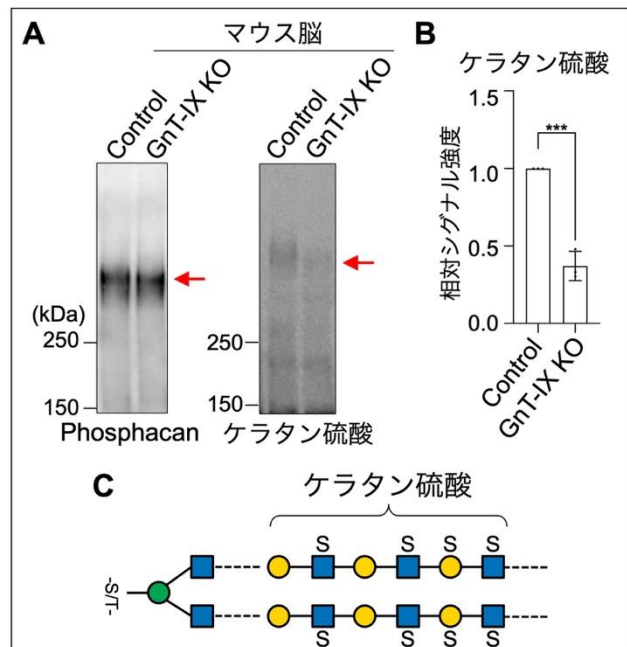 A
マウス脳
Control
GnT-IX KO
Control
GnT-IX KO
(kDa)
250
150
250
150
Phosphacan
ケラタン硫酸
B
ケラタン硫酸
相対シグナル強度
1.5
1.0
0.5
0.0
***
Control
GnT-IX KO
C
ケラタン硫酸
-S/T-
S S S S
S S S S